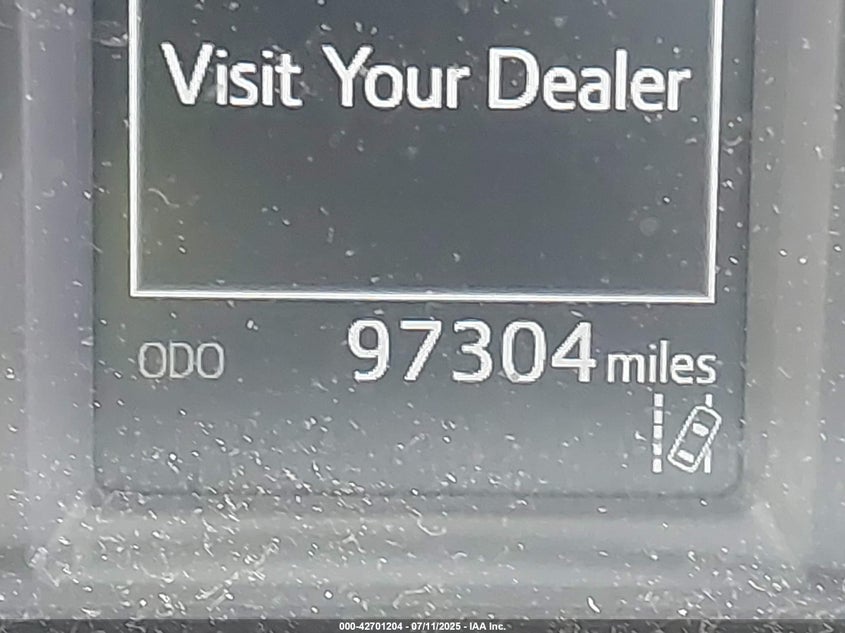 Visit Your Dealer
ODO 97304 miles
000-42701204 - 07/11/2025 - IAA Inc.